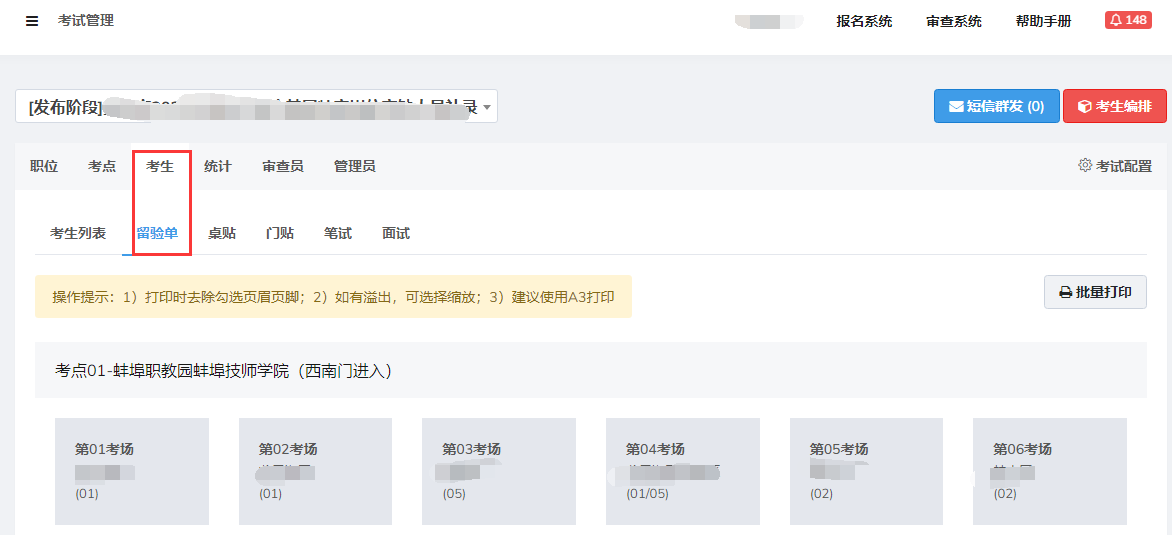 考试管理
报名系统 审查系统 帮助手册 148
[发布阶段] 录
短信群发 (0) 考生编排
职位 考点 考生 统计 审查员 管理员 考试配置
考生列表 留验单 桌贴 门贴 笔试 面试
操作提示：1）打印时去除勾选页眉页脚；2）如有溢出，可选择缩放；3）建议使用A3打印
批量打印
考点01-蚌埠职教园蚌埠技师学院（西南门进入）
第01考场 第02考场 第03考场 第04考场 第05考场 第06考场
(01) (01) (05) (01/05) (02) (02)